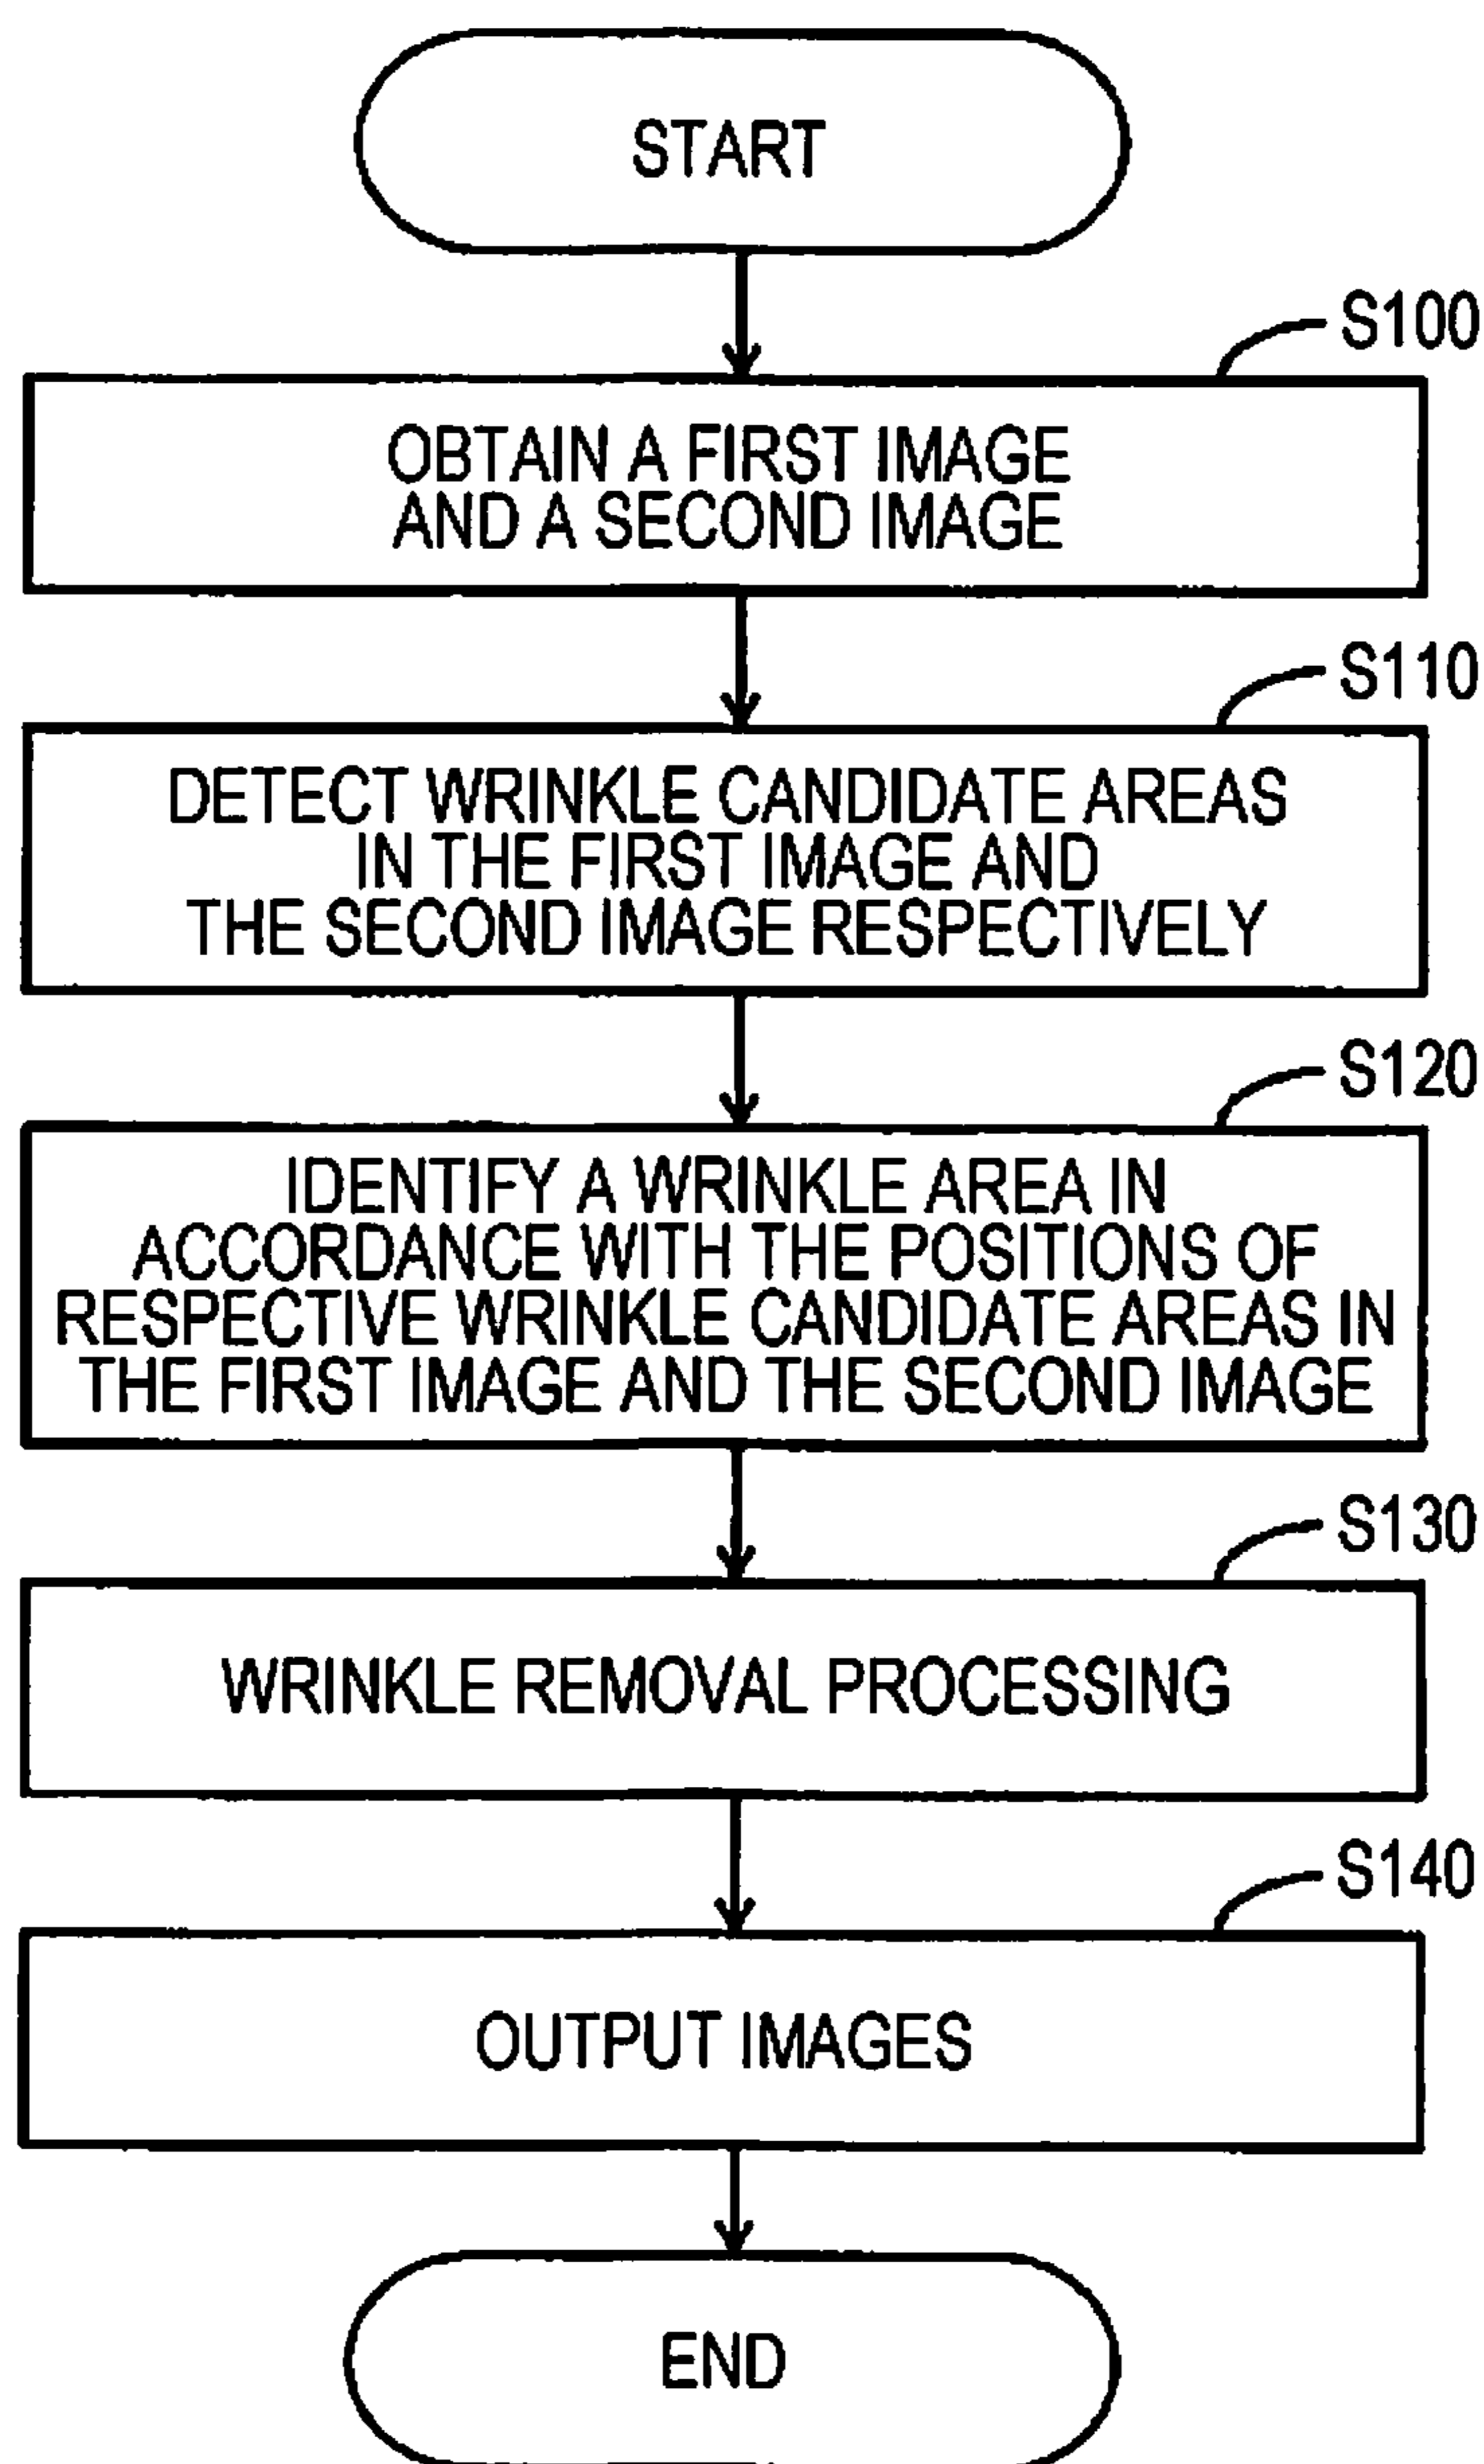 START
S100
OBTAIN A FIRST IMAGE
AND A SECOND IMAGE
S110
DETECT WRINKLE CANDIDATE AREAS
IN THE FIRST IMAGE AND
THE SECOND IMAGE RESPECTIVELY
S120
IDENTIFY A WRINKLE AREA IN
ACCORDANCE WITH THE POSITIONS OF
RESPECTIVE WRINKLE CANDIDATE AREAS IN
THE FIRST IMAGE AND THE SECOND IMAGE
S130
WRINKLE REMOVAL PROCESSING
S140
OUTPUT IMAGES
END